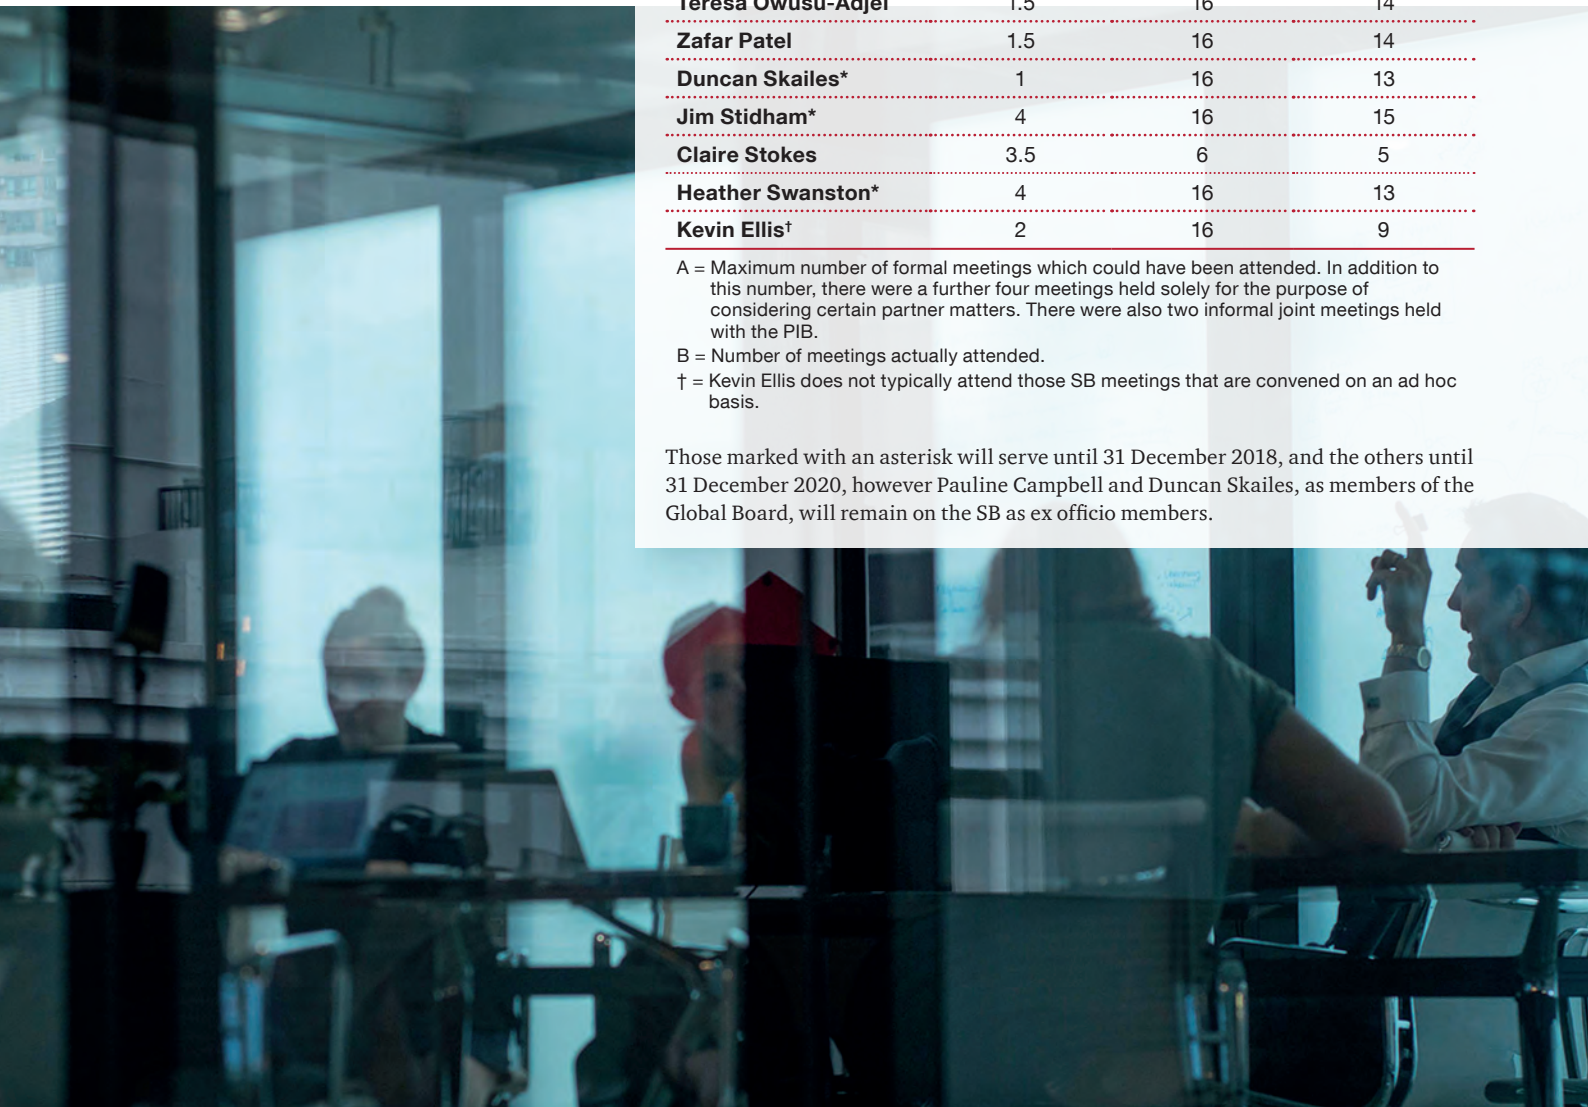 Teresa Owusu-Adjei 1.5 16 14
Zafar Patel 1.5 16 14
Duncan Skailes* 1 16 13
Jim Stidham* 4 16 15
Claire Stokes 3.5 6 5
Heather Swanston* 4 16 13
Kevin Ellis† 2 16 9
A = Maximum number of formal meetings which could have been attended. In addition to
this number, there were a further four meetings held solely for the purpose of
considering certain partner matters. There were also two informal joint meetings held
with the PIB.
B = Number of meetings actually attended.
† = Kevin Ellis does not typically attend those SB meetings that are convened on an ad hoc
basis.
Those marked with an asterisk will serve until 31 December 2018, and the others until
31 December 2020, however Pauline Campbell and Duncan Skailes, as members of the
Global Board, will remain on the SB as ex officio members.